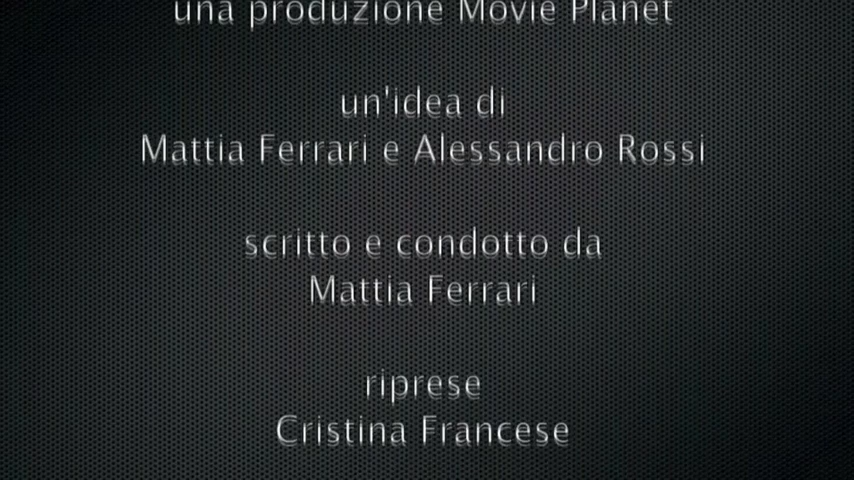 una produzione Movie Planet
un'idea di
Mattia Ferrari e Alessandro Rossi
scritto e condotto da
Mattia Ferrari
riprese
Cristina Francese